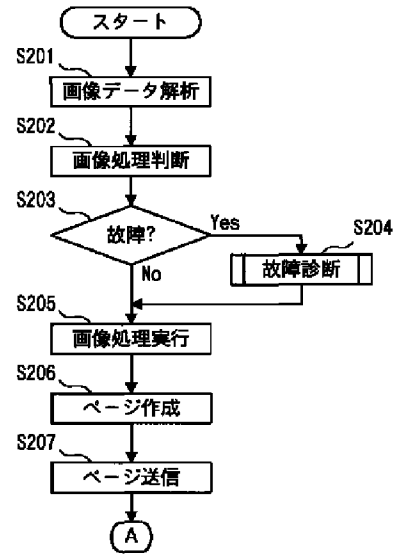 スタート
S201
画像データ解析
S202
画像処理判断
S203
故障?
Yes
S204
故障診断
No
S205
画像処理実行
S206
ページ作成
S207
ページ送信
A